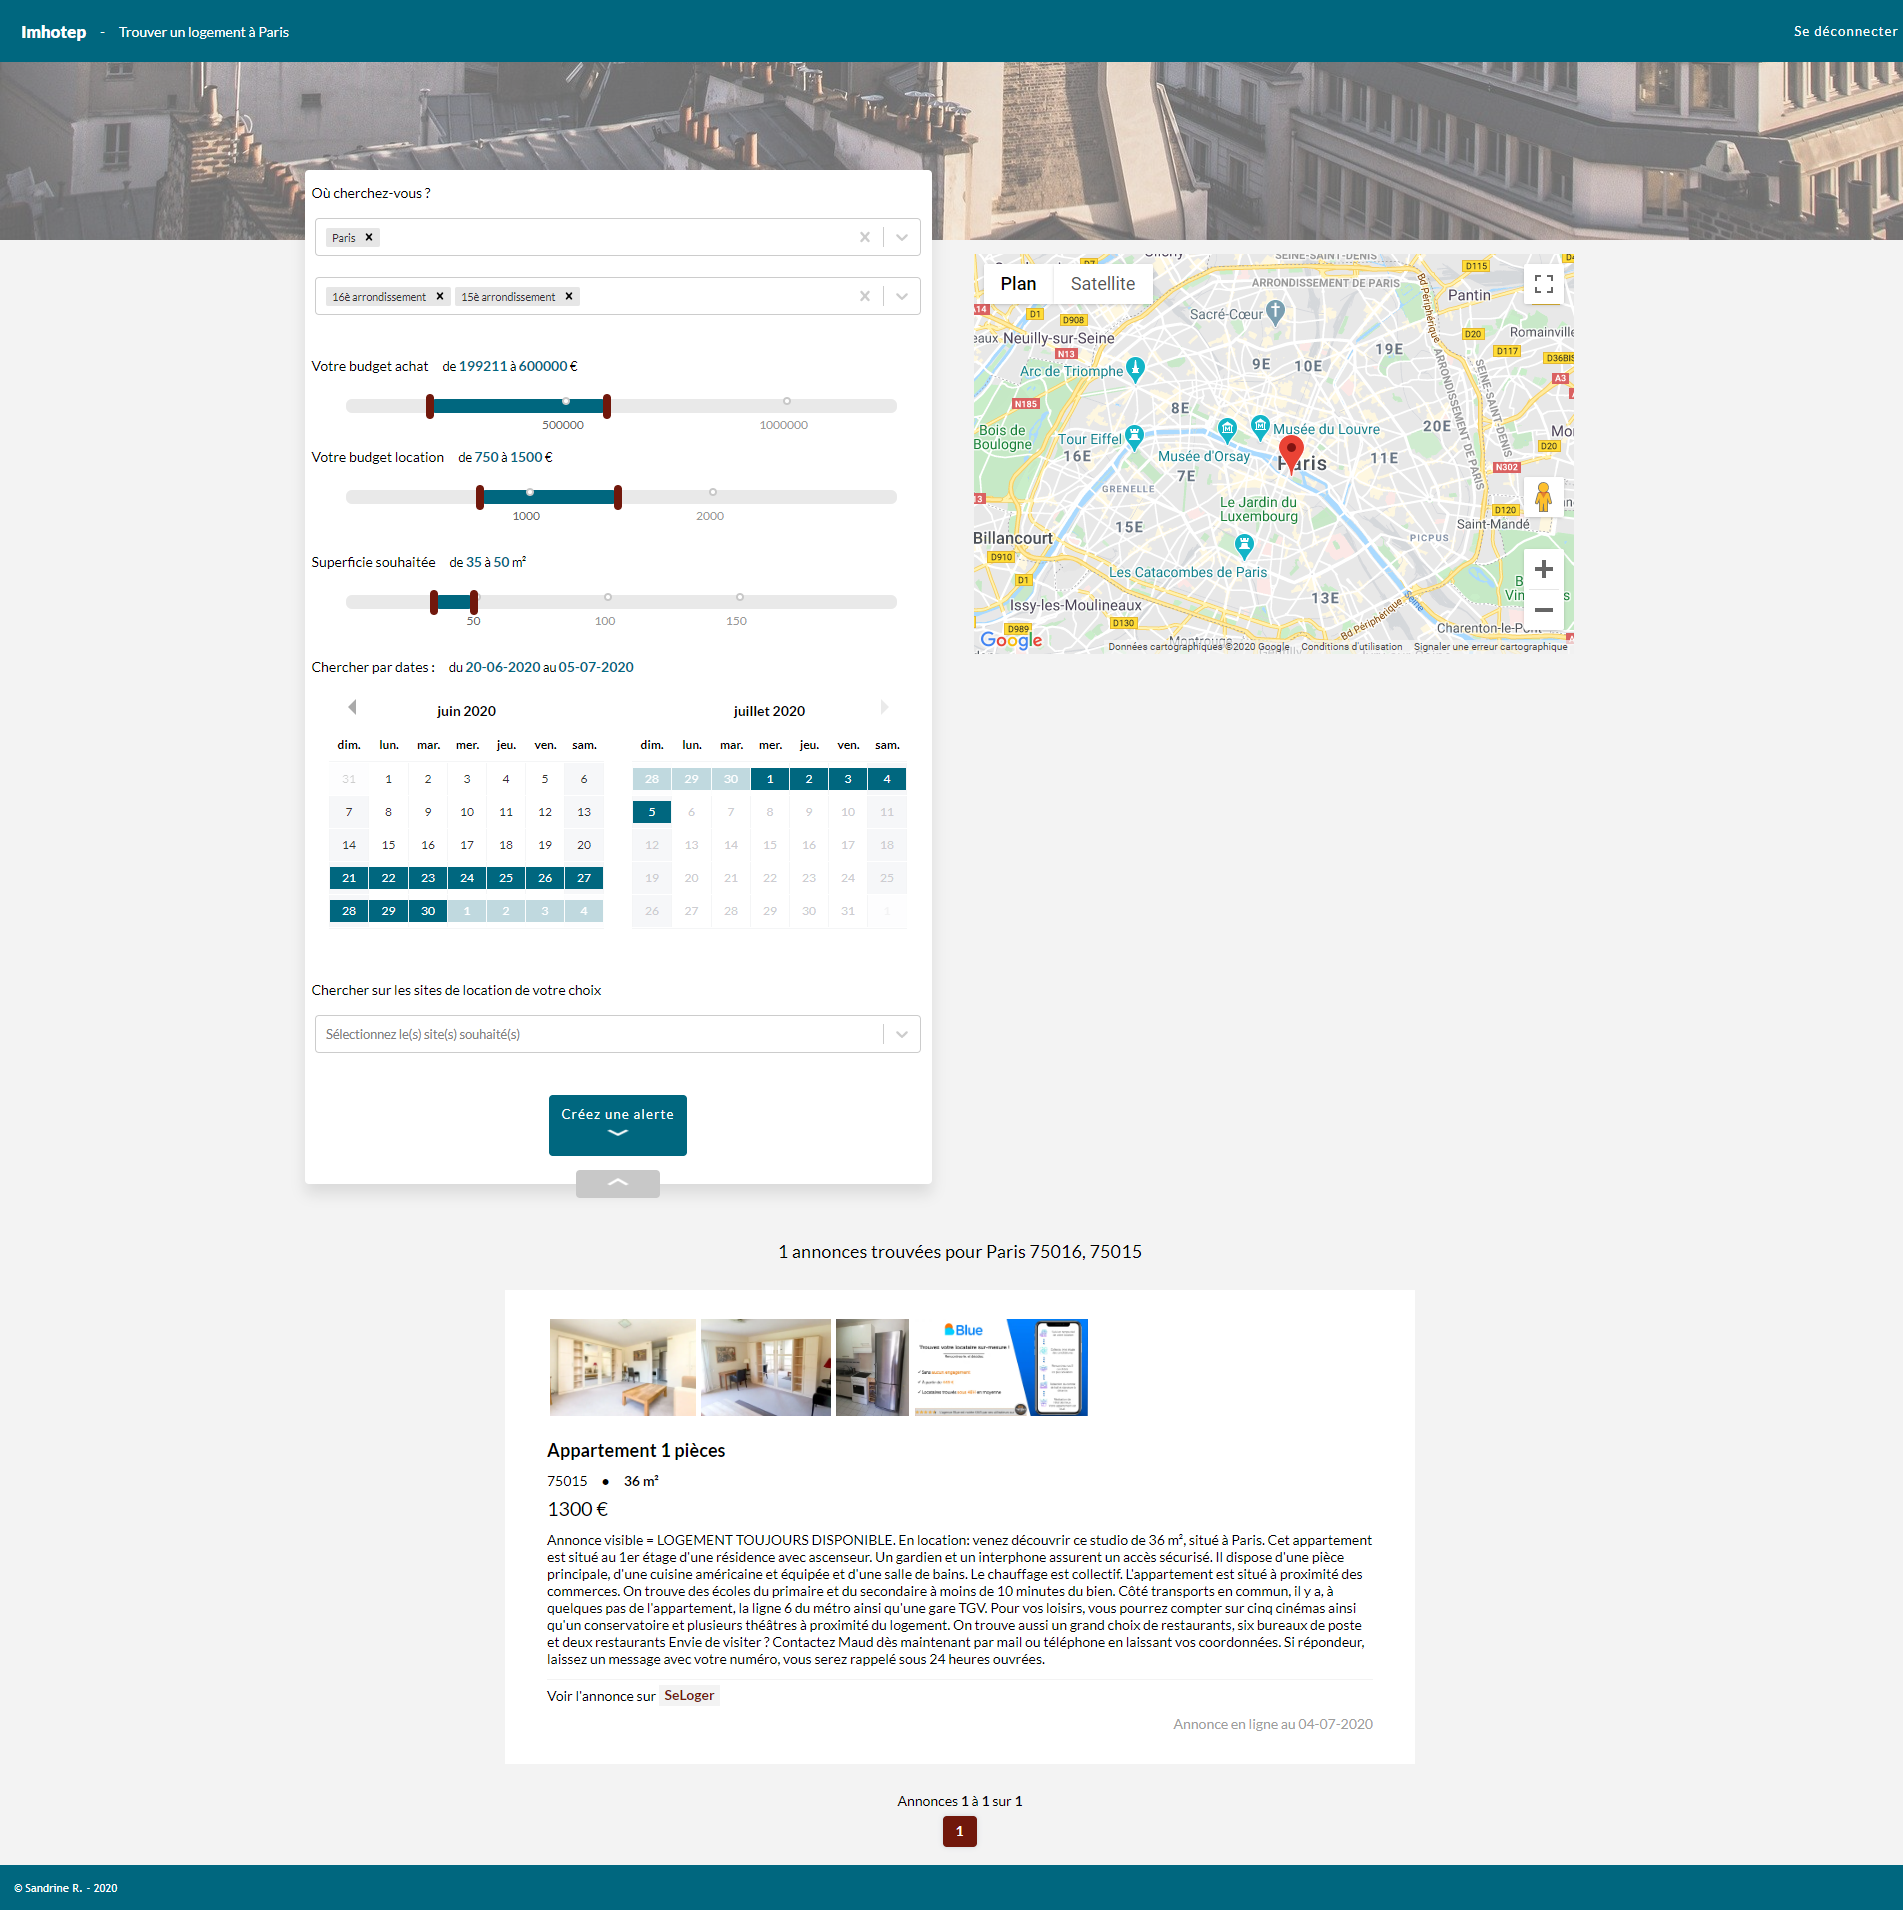 Imhotep - Trouver un logement à Paris
Se déconnecter
Où cherchez-vous ?
Paris
16è arrondissement 15è arrondissement
Votre budget achat de 199211 à 600000 €
500000 1000000
Votre budget location de 750 à 1500 €
1000 2000
Superficie souhaitée de 35 à 50 m²
50 100 150
Chercher par dates : du 20-06-2020 au 05-07-2020
juin 2020
dim. lun. mar. mer. jeu. ven. sam.
31 1 2 3 4 5 6
7 8 9 10 11 12 13
14 15 16 17 18 19 20
21 22 23 24 25 26 27
28 29 30 1 2 3 4
juillet 2020
dim. lun. mar. mer. jeu. ven. sam.
28 29 30 1 2 3 4
5 6 7 8 9 10 11
12 13 14 15 16 17 18
19 20 21 22 23 24 25
26 27 28 29 30 31 1
Chercher sur les sites de location de votre choix
Sélectionnez le(s) site(s) souhaité(s)
Créez une alerte
Plan Satellite
SEINE-SAINT-DENIS
D115
ARRONDISSEMENT DE PARIS
Bd Périphérique
Pantin
D1
D908
Sacré-Cœur
D20
Romainville
Neuilly-sur-Seine
N13
19E
D117
Arc de Triomphe
9E 10E
A3
N185
8E
ARRONDISSEMENT DE PARIS
SEINE-SAINT-DENIS
Bois de
Boulogne
Tour Eiffel
Musée du Louvre
20E
D20
16E
Musée d'Orsay
Paris
11E
N302
7E
GRENELLE
Le Jardin du
Luxembourg
D120
15E
Saint-Mandé
Billancourt
PICPUS
D910
Les Catacombes de Paris
D1
13E
Seine
Issy-les-Moulineaux
Bd Périphérique
D989
D130
Charenton-le-Pont
Google
Montrouge
Données cartographiques ©2020 Google Conditions d'utilisation Signaler une erreur cartographique
1 annonces trouvées pour Paris 75016, 75015
Blue
Trouvez votre locataire sur-mesure !
Appartement 1 pièces
75015 • 36 m²
1300 €
Annonce visible = LOGEMENT TOUJOURS DISPONIBLE. En location: venez découvrir ce studio de 36 m², situé à Paris. Cet appartement
est situé au 1er étage d'une résidence avec ascenseur. Un gardien et un interphone assurent un accès sécurisé. Il dispose d'une pièce
principale, d'une cuisine américaine et équipée et d'une salle de bains. Le chauffage est collectif. L'appartement est situé à proximité des
commerces. On trouve des écoles du primaire et du secondaire à moins de 10 minutes du bien. Côté transports en commun, il y a, à
quelques pas de l'appartement, la ligne 6 du métro ainsi qu'une gare TGV. Pour vos loisirs, vous pourrez compter sur cinq cinémas ainsi
qu'un conservatoire et plusieurs théâtres à proximité du logement. On trouve aussi un grand choix de restaurants, six bureaux de poste
et deux restaurants Envie de visiter ? Contactez Maud dès maintenant par mail ou téléphone en laissant vos coordonnées. Si répondeur,
laissez un message avec votre numéro, vous serez rappelé sous 24 heures ouvrées.
Voir l'annonce sur SeLoger
Annonce en ligne au 04-07-2020
Annonces 1 à 1 sur 1
1
© Sandrine R. - 2020